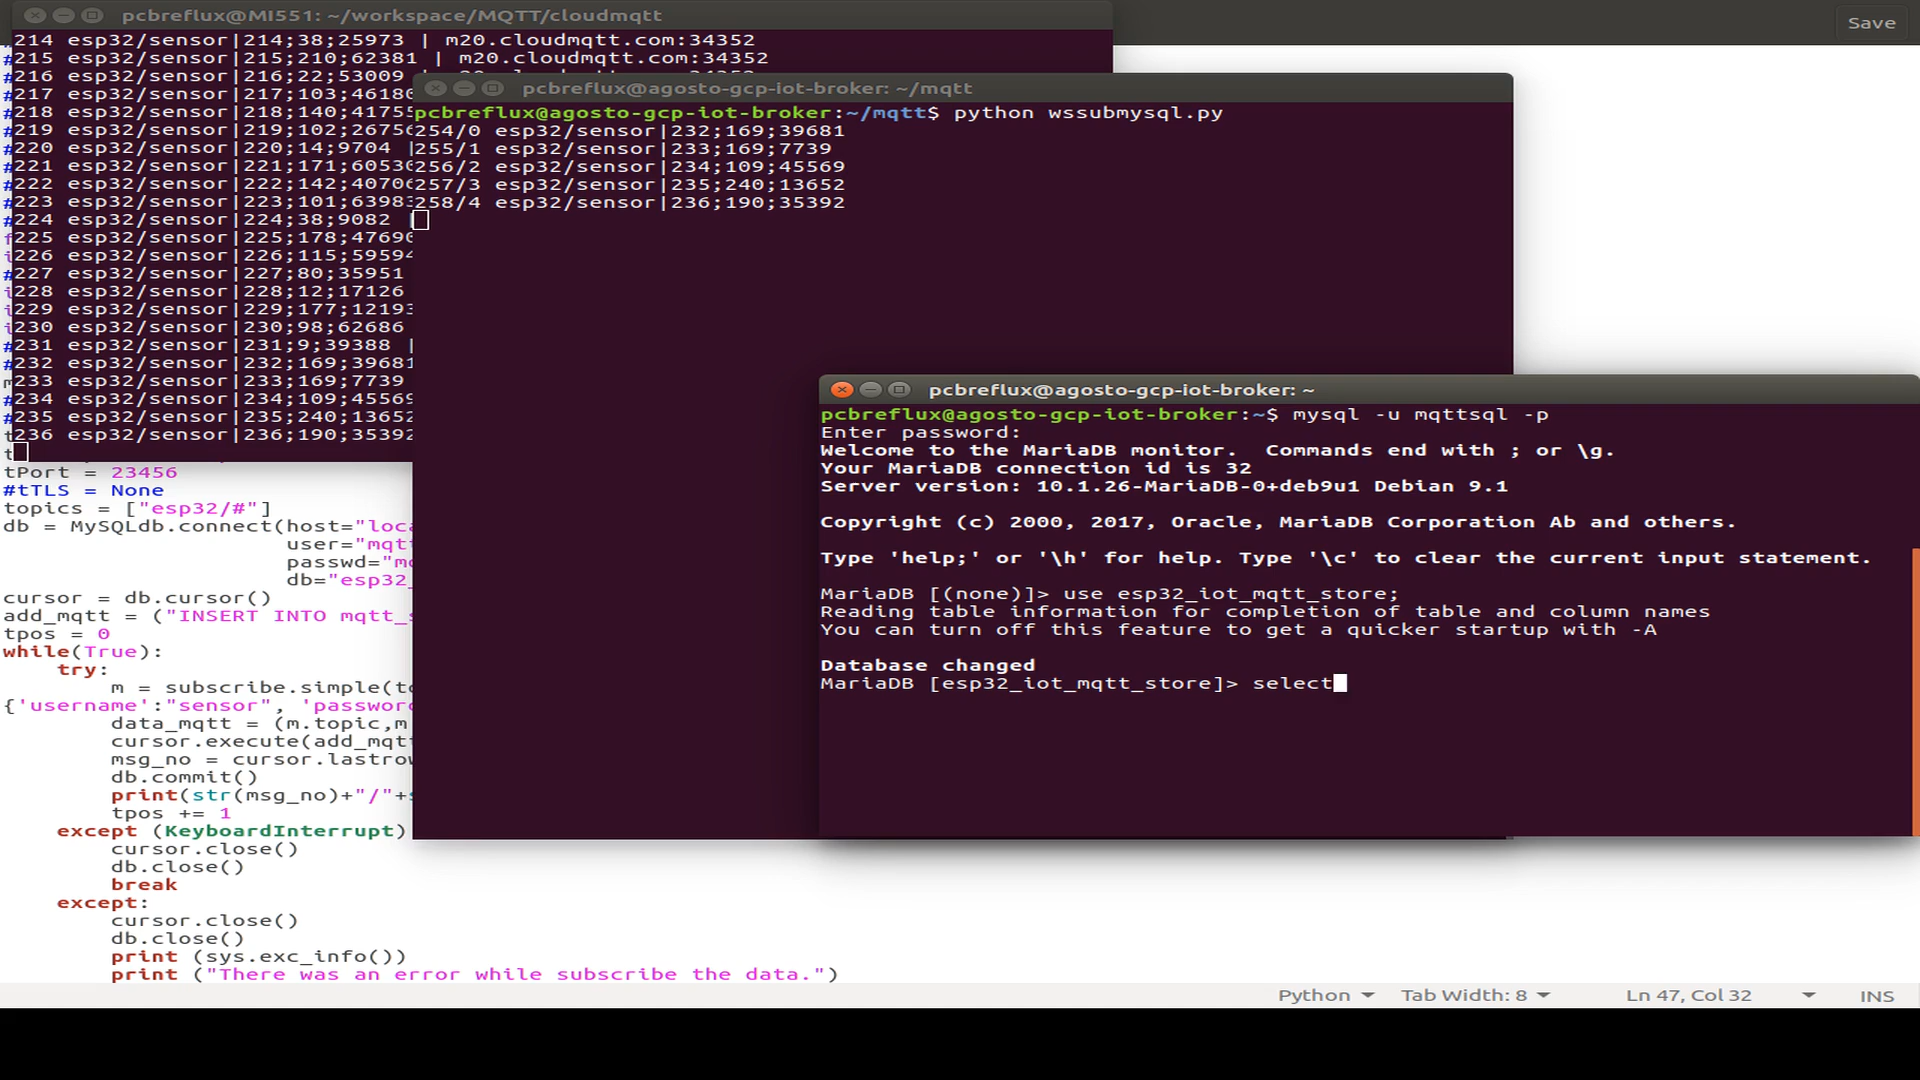 pcbreflux@MI551: ~/workspace/MQTT/cloudmqtt
Save
214 esp32/sensor|214;38;25973 | m20.cloudmqtt.com:34352
215 esp32/sensor|215;210;62381 | m20.cloudmqtt.com:34352
216 esp32/sensor|216;22;53009
217 esp32/sensor|217;103;46180
218 esp32/sensor|218;140;41755
219 esp32/sensor|219;102;26756
220 esp32/sensor|220;14;9704 |
221 esp32/sensor|221;171;60530
222 esp32/sensor|222;142;40706
223 esp32/sensor|223;101;63983
224 esp32/sensor|224;38;9082 |
225 esp32/sensor|225;178;47690
226 esp32/sensor|226;115;59594
227 esp32/sensor|227;80;35951
228 esp32/sensor|228;12;17126
229 esp32/sensor|229;177;12193
230 esp32/sensor|230;98;62686
231 esp32/sensor|231;9;39388 |
232 esp32/sensor|232;169;39681
233 esp32/sensor|233;169;7739
234 esp32/sensor|234;109;45569
235 esp32/sensor|235;240;13652
236 esp32/sensor|236;190;35392
pcbreflux@agosto-gcp-iot-broker: ~/mqtt
pcbreflux@agosto-gcp-iot-broker:~/mqtt$ python wssubmysql.py
254/0 esp32/sensor|232;169;39681
255/1 esp32/sensor|233;169;7739
256/2 esp32/sensor|234;109;45569
257/3 esp32/sensor|235;240;13652
258/4 esp32/sensor|236;190;35392
pcbreflux@agosto-gcp-iot-broker: ~
pcbreflux@agosto-gcp-iot-broker:~$ mysql -u mqttsql -p
Enter password:
Welcome to the MariaDB monitor.  Commands end with ; or \g.
Your MariaDB connection id is 32
Server version: 10.1.26-MariaDB-0+deb9u1 Debian 9.1
Copyright (c) 2000, 2017, Oracle, MariaDB Corporation Ab and others.
Type 'help;' or '\h' for help. Type '\c' to clear the current input statement.
MariaDB [(none)]> use esp32_iot_mqtt_store;
Reading table information for completion of table and column names
You can turn off this feature to get a quicker startup with -A
Database changed
MariaDB [esp32_iot_mqtt_store]> select
tPort = 23456
#tTLS = None
topics = ["esp32/#"]
db = MySQLdb.connect(host="loca
user="mqtt
passwd="mq
db="esp32_
cursor = db.cursor()
add_mqtt = ("INSERT INTO mqtt_s
tpos = 0
while(True):
try:
m = subscribe.simple(to
{'username':"sensor", 'password
data_mqtt = (m.topic,m
cursor.execute(add_mqtt
msg_no = cursor.lastrow
db.commit()
print(str(msg_no)+"/"+s
tpos += 1
except (KeyboardInterrupt)
cursor.close()
db.close()
break
except:
cursor.close()
db.close()
print (sys.exc_info())
print ("There was an error while subscribe the data.")
Python
Tab Width: 8
Ln 47, Col 32
INS